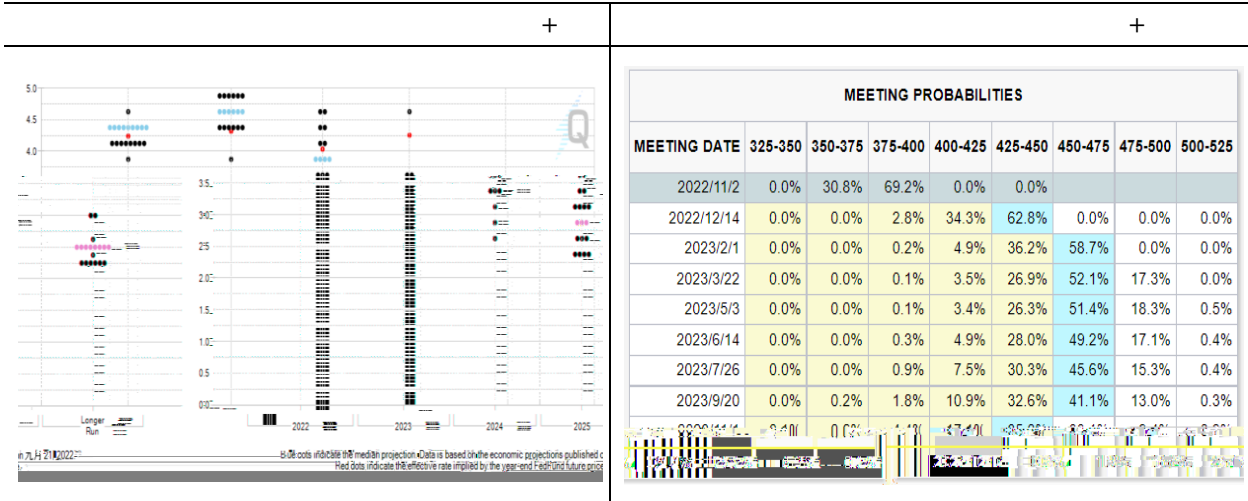 +
+
5.0
4.5
4.0
3.5
3.0
2.5
2.0
1.5
1.0
0.5
0.0
Longer
Run
2022
2023
2024
2025
九月 21 2022
Blue dots indicate the median projection. Data is based on the economic projections published
Red dots indicate the effective rate implied by the year-end Fed Fund future price
MEETING PROBABILITIES
MEETING DATE 325-350 350-375 375-400 400-425 425-450 450-475 475-500 500-525
2022/11/2 0.0% 30.8% 69.2% 0.0% 0.0%
2022/12/14 0.0% 0.0% 2.8% 34.3% 62.8% 0.0% 0.0% 0.0%
2023/2/1 0.0% 0.0% 0.2% 4.9% 36.2% 58.7% 0.0% 0.0%
2023/3/22 0.0% 0.0% 0.1% 3.5% 26.9% 52.1% 17.3% 0.0%
2023/5/3 0.0% 0.0% 0.1% 3.4% 26.3% 51.4% 18.3% 0.5%
2023/6/14 0.0% 0.0% 0.3% 4.9% 28.0% 49.2% 17.1% 0.4%
2023/7/26 0.0% 0.0% 0.9% 7.5% 30.3% 45.6% 15.3% 0.4%
2023/9/20 0.0% 0.2% 1.8% 10.9% 32.6% 41.1% 13.0% 0.3%